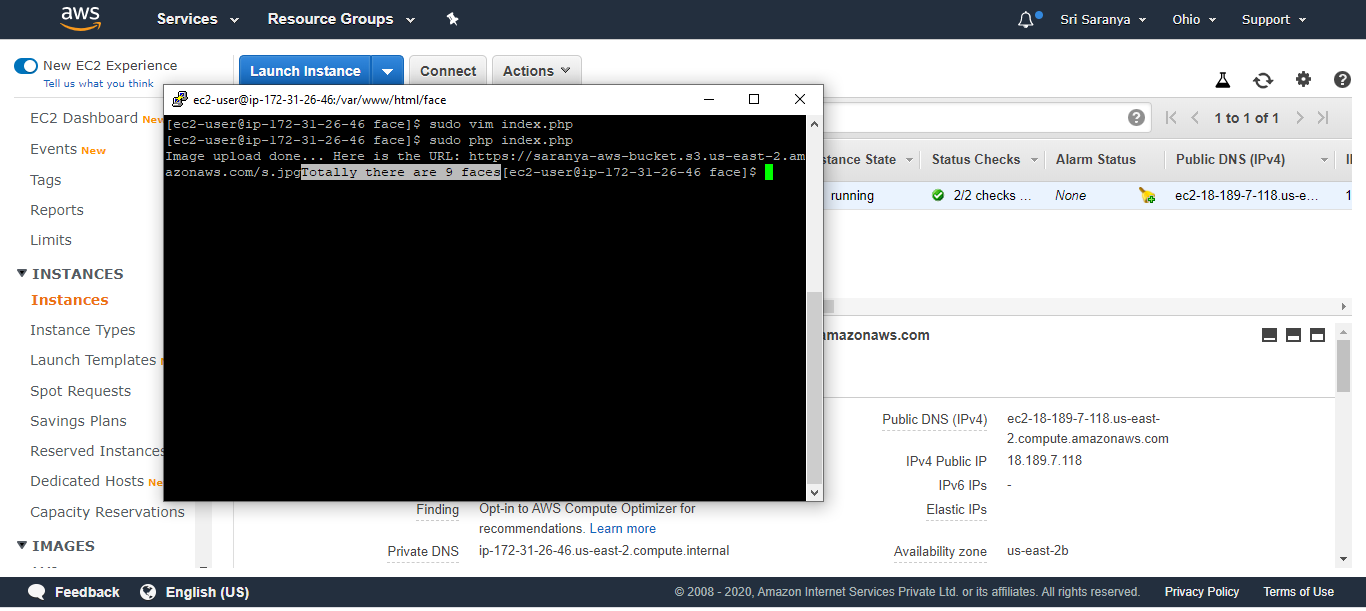 aws
Services
Resource Groups
Sri Saranya
Ohio
Support
New EC2 Experience
Tell us what you think
EC2 Dashboard New
Events New
Tags
Reports
Limits
INSTANCES
Instances
Instance Types
Launch Templates
Spot Requests
Savings Plans
Reserved Instances
Dedicated Hosts Ne
Capacity Reservations
IMAGES
Launch Instance
Connect
Actions
ec2-user@ip-172-31-26-46:/var/www/html/face
[ec2-user@ip-172-31-26-46 face]$ sudo vim index.php
[ec2-user@ip-172-31-26-46 face]$ sudo php index.php
Image upload done... Here is the URL: https://saranya-aws-bucket.s3.us-east-2.am
azonaws.com/s.jpgTotally there are 9 faces[ec2-user@ip-172-31-26-46 face]$
1 to 1 of 1
stance State
Status Checks
Alarm Status
Public DNS (IPv4)
running
2/2 checks ...
None
ec2-18-189-7-118.us-e...
amazonaws.com
Public DNS (IPv4)
ec2-18-189-7-118.us-east-
2.compute.amazonaws.com
IPv4 Public IP
18.189.7.118
IPv6 IPs
-
Elastic IPs
Finding
Opt-in to AWS Compute Optimizer for
recommendations. Learn more
Private DNS
ip-172-31-26-46.us-east-2.compute.internal
Availability zone
us-east-2b
Feedback
English (US)
© 2008 - 2020, Amazon Internet Services Private Ltd. or its affiliates. All rights reserved.
Privacy Policy
Terms of Use